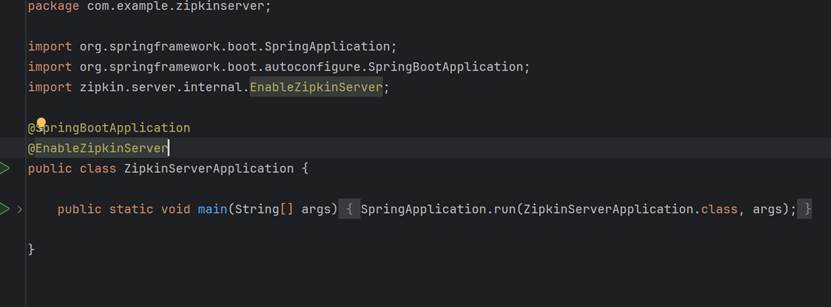 package com.example.zipkinserver;
import org.springframework.boot.SpringApplication;
import org.springframework.boot.autoconfigure.SpringBootApplication;
import zipkin.server.internal.EnableZipkinServer;
@SpringBootApplication
@EnableZipkinServer
public class ZipkinServerApplication {
public static void main(String[] args) { SpringApplication.run(ZipkinServerApplication.class, args); }
}